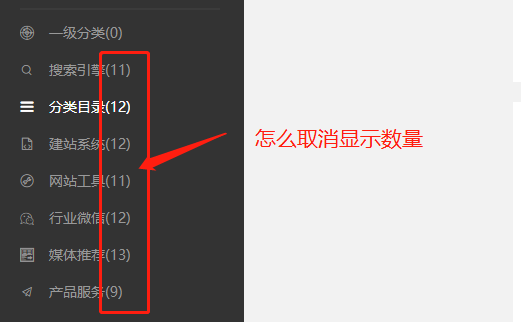 一级分类(0)
搜索引擎(11)
分类目录(12)
建站系统(12)
网站工具(11)
行业微信(12)
媒体推荐(13)
产品服务(9)
怎么取消显示数量